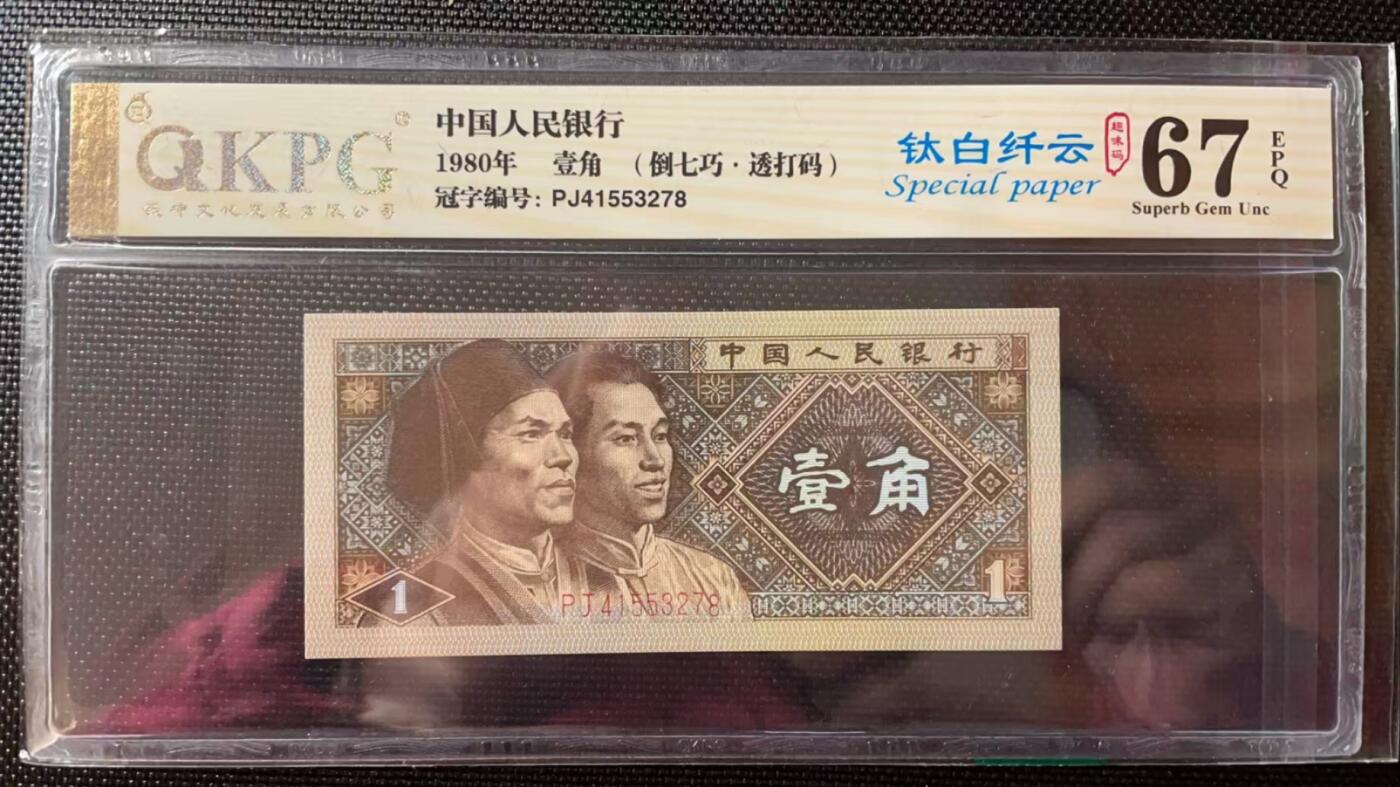 QKPG
中国人民银行
1980年 壹角 （倒七巧·透打码）
冠字编号: PJ41553278
钛白纤云
Special paper
趣味码
67
EPQ
Superb Gem Unc
中国人民银行
壹角
1
1
PJ41553278